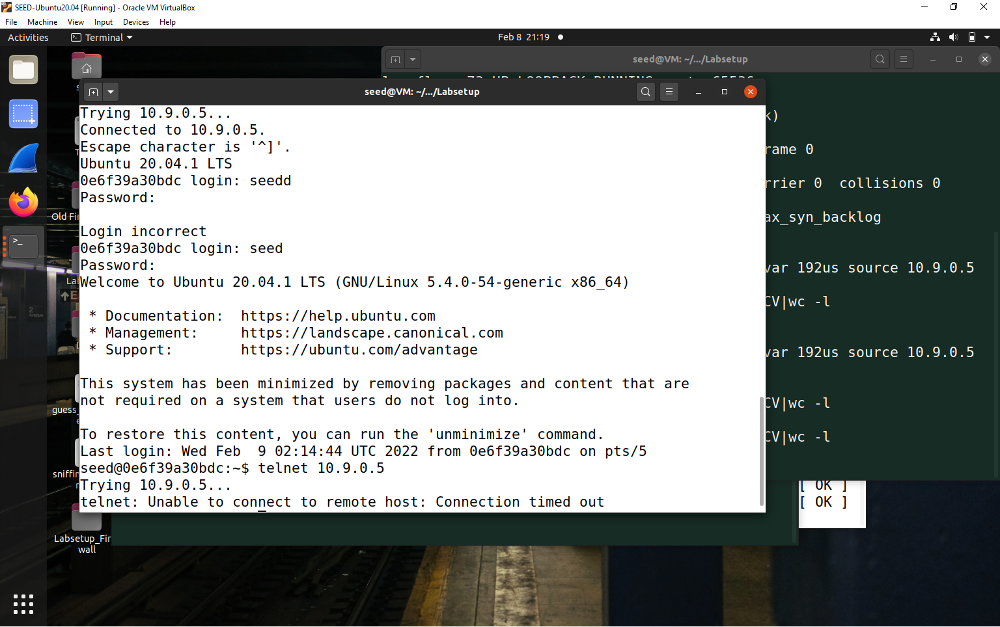 SEED-Ubuntu20.04 [Running] - Oracle VM VirtualBox
File Machine View Input Devices Help
Activities Terminal Feb 8 21:19
seed@VM: ~/.../Labsetup
seed@VM: ~/.../Labsetup
Trying 10.9.0.5...
Connected to 10.9.0.5.
Escape character is '^]'.
Ubuntu 20.04.1 LTS
0e6f39a30bdc login: seedd
Password:
Login incorrect
0e6f39a30bdc login: seed
Password:
Welcome to Ubuntu 20.04.1 LTS (GNU/Linux 5.4.0-54-generic x86_64)
* Documentation: https://help.ubuntu.com
* Management: https://landscape.canonical.com
* Support: https://ubuntu.com/advantage
This system has been minimized by removing packages and content that are
not required on a system that users do not log into.
To restore this content, you can run the 'unminimize' command.
Last login: Wed Feb  9 02:14:44 UTC 2022 from 0e6f39a30bdc on pts/5
seed@0e6f39a30bdc:~$ telnet 10.9.0.5
Trying 10.9.0.5...
telnet: Unable to connect to remote host: Connection timed out
k)
rame 0
rrier 0  collisions 0
ax_syn_backlog
var 192us source 10.9.0.5
CV|wc -l
var 192us source 10.9.0.5
CV|wc -l
CV|wc -l
[ OK ]
[ OK ]
Old Fi
La
guess_
sniffin
Labsetup_Fir
wall